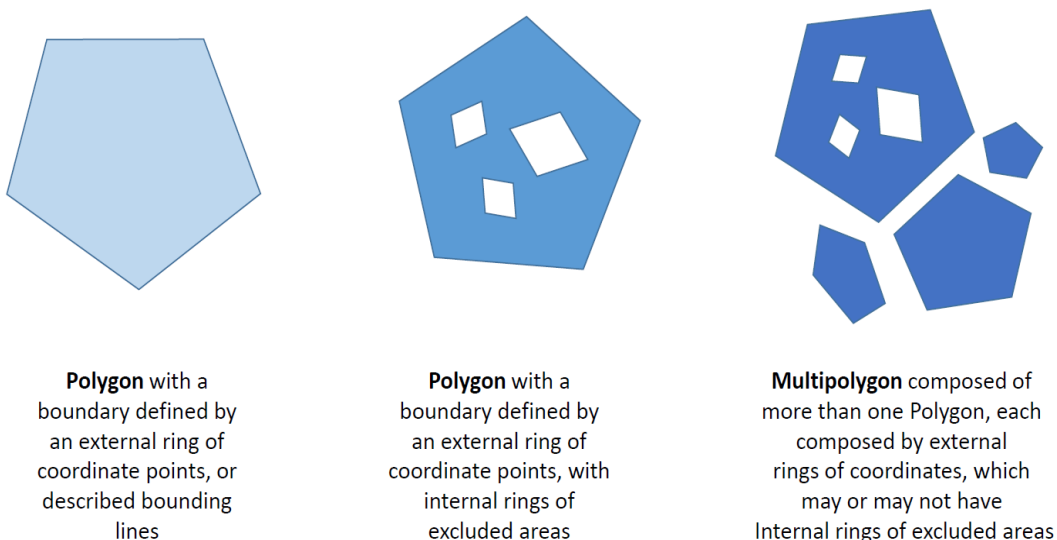 Polygon with a
boundary defined by
an external ring of
coordinate points, or
described bounding
lines
Polygon with a
boundary defined by
an external ring of
coordinate points, with
internal rings of
excluded areas
Multipolygon composed of
more than one Polygon, each
composed by external
rings of coordinates, which
may or may not have
Internal rings of excluded areas